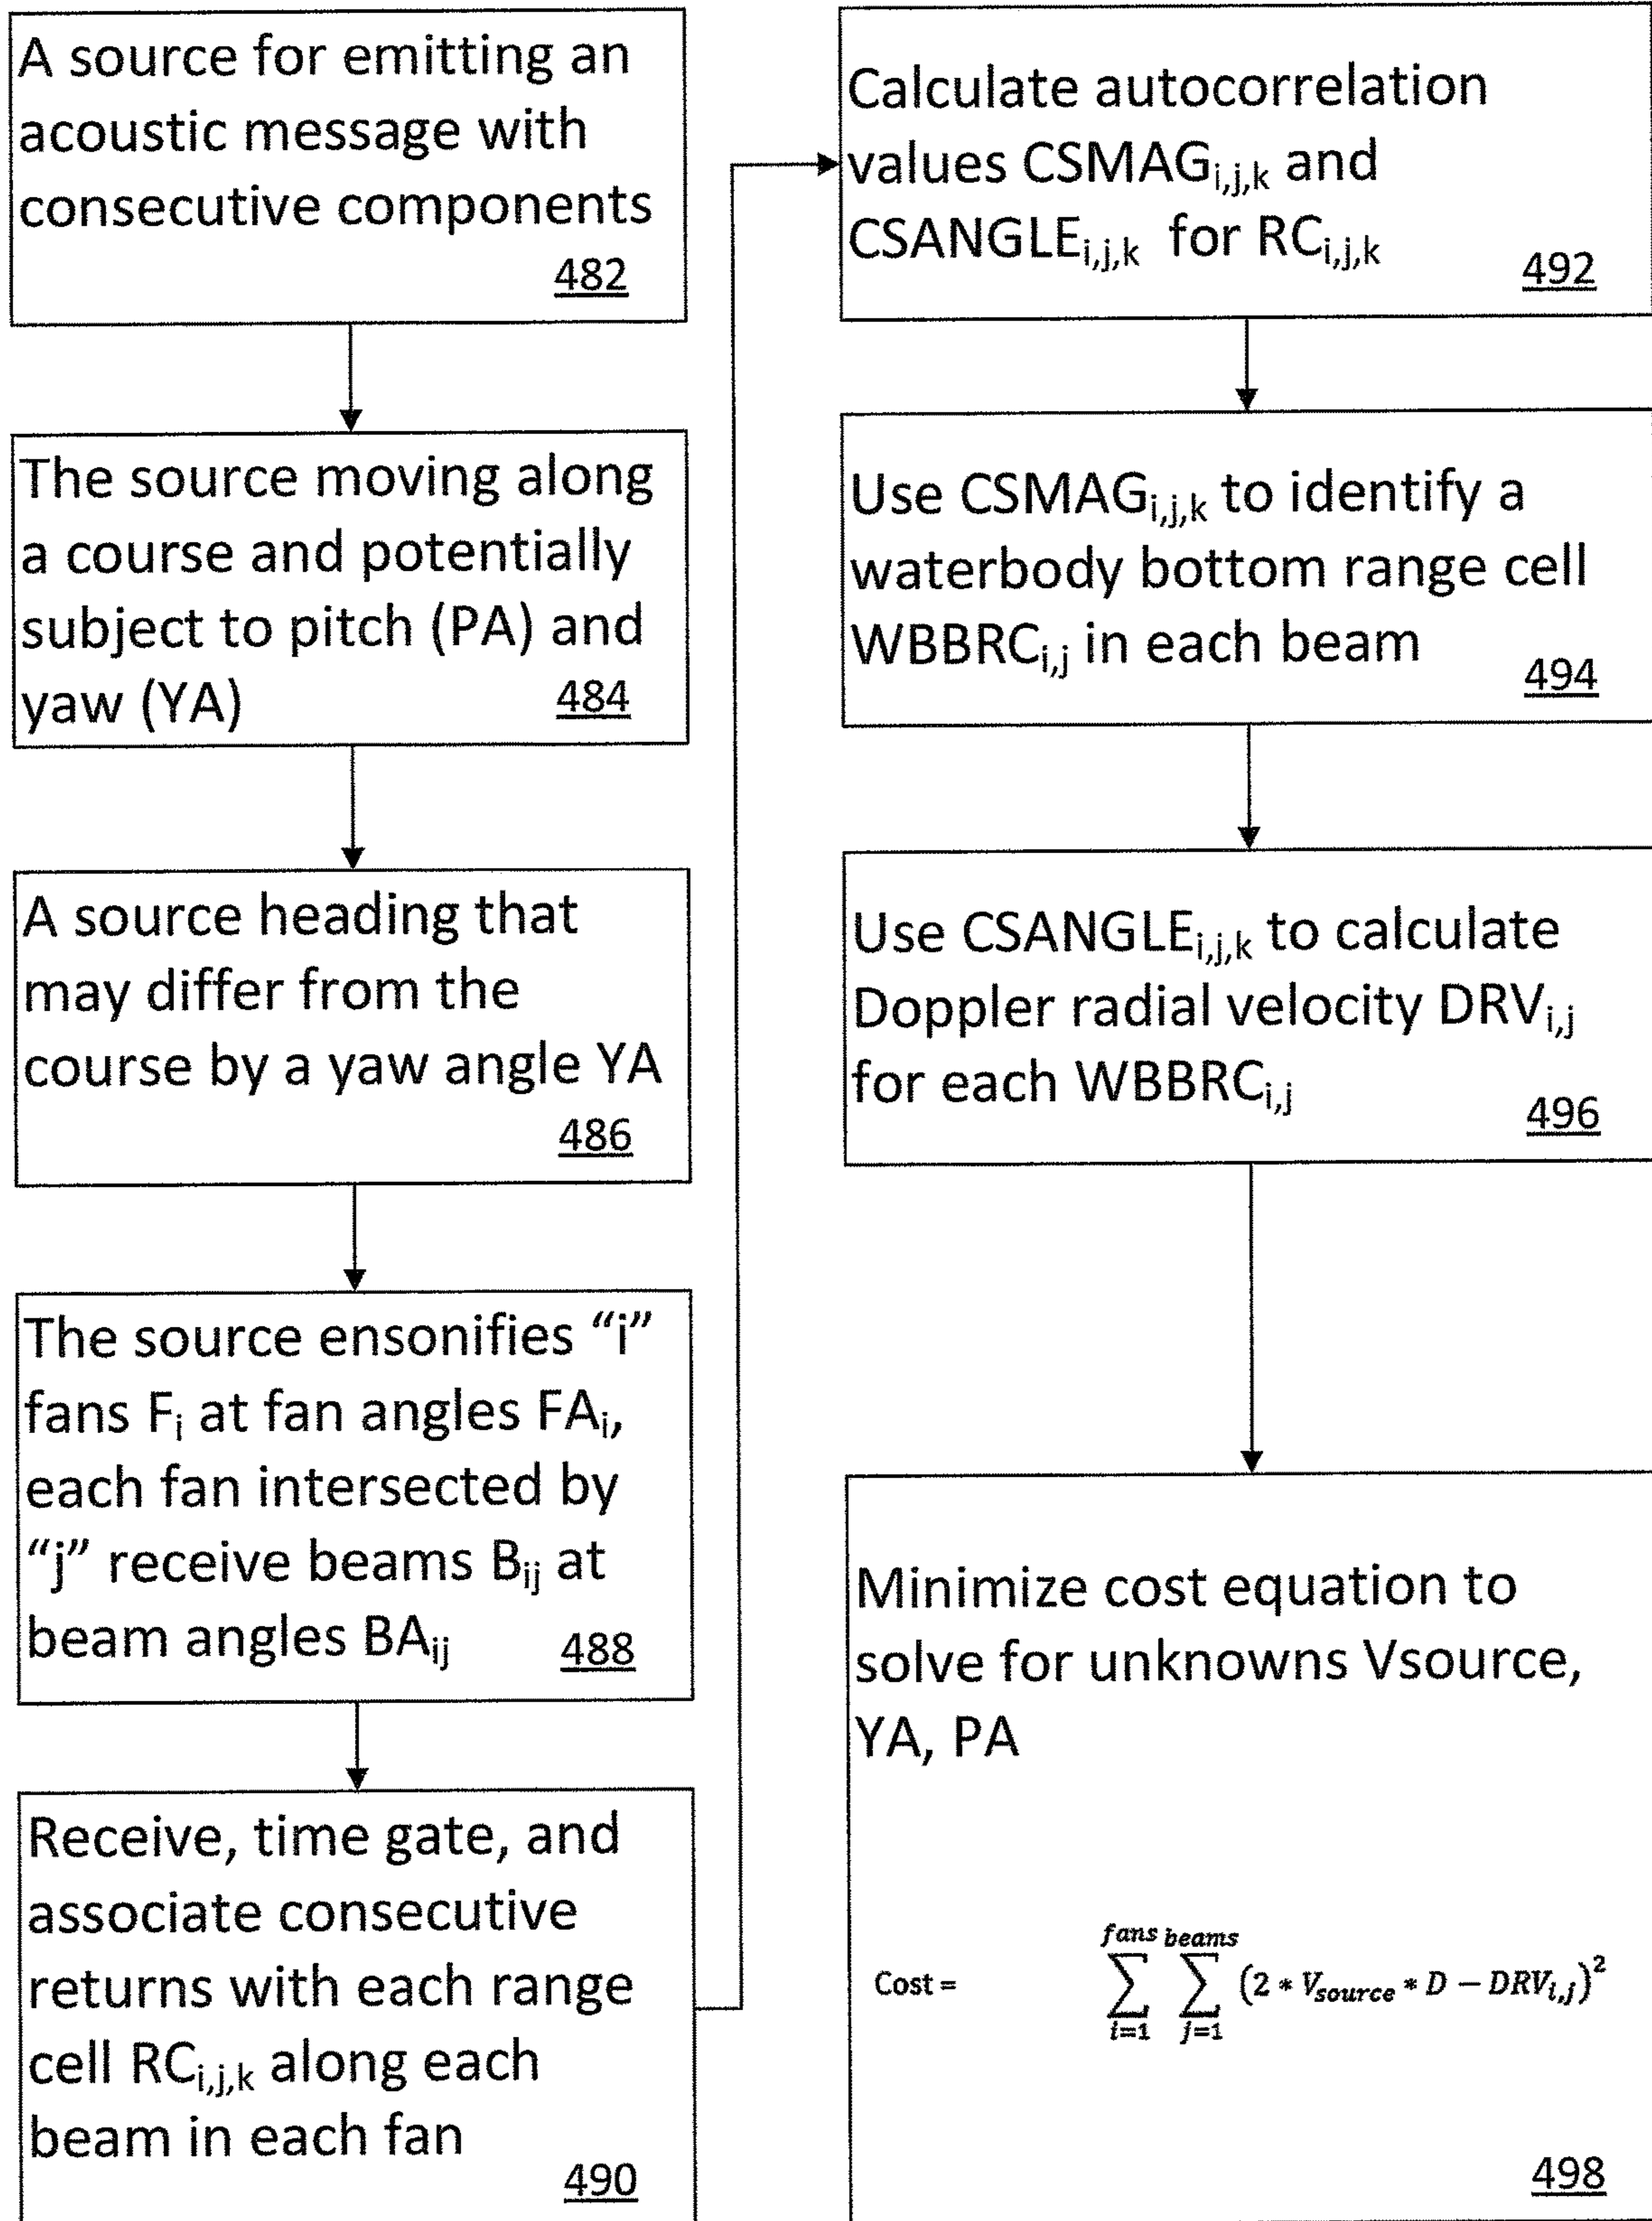 A source for emitting an
acoustic message with
consecutive components
482
The source moving along
a course and potentially
subject to pitch (PA) and
yaw (YA)
484
A source heading that
may differ from the
course by a yaw angle YA
486
The source ensonifies “i”
fans Fᵢ at fan angles FAᵢ,
each fan intersected by
“j” receive beams Bᵢⱼ at
beam angles BAᵢⱼ
488
Receive, time gate, and
associate consecutive
returns with each range
cell RCi,j,k along each
beam in each fan
490
Calculate autocorrelation
values CSMAGi,j,k and
CSANGLEi,j,k for RCi,j,k
492
Use CSMAGi,j,k to identify a
waterbody bottom range cell
WBBRCi,j in each beam
494
Use CSANGLEi,j,k to calculate
Doppler radial velocity DRVi,j
for each WBBRCi,j
496
Minimize cost equation to
solve for unknowns Vsource,
YA, PA
fans beams
Cost = ∑ ∑ (2 * Vsource * D − DRVi,j)²
i=1 j=1
498